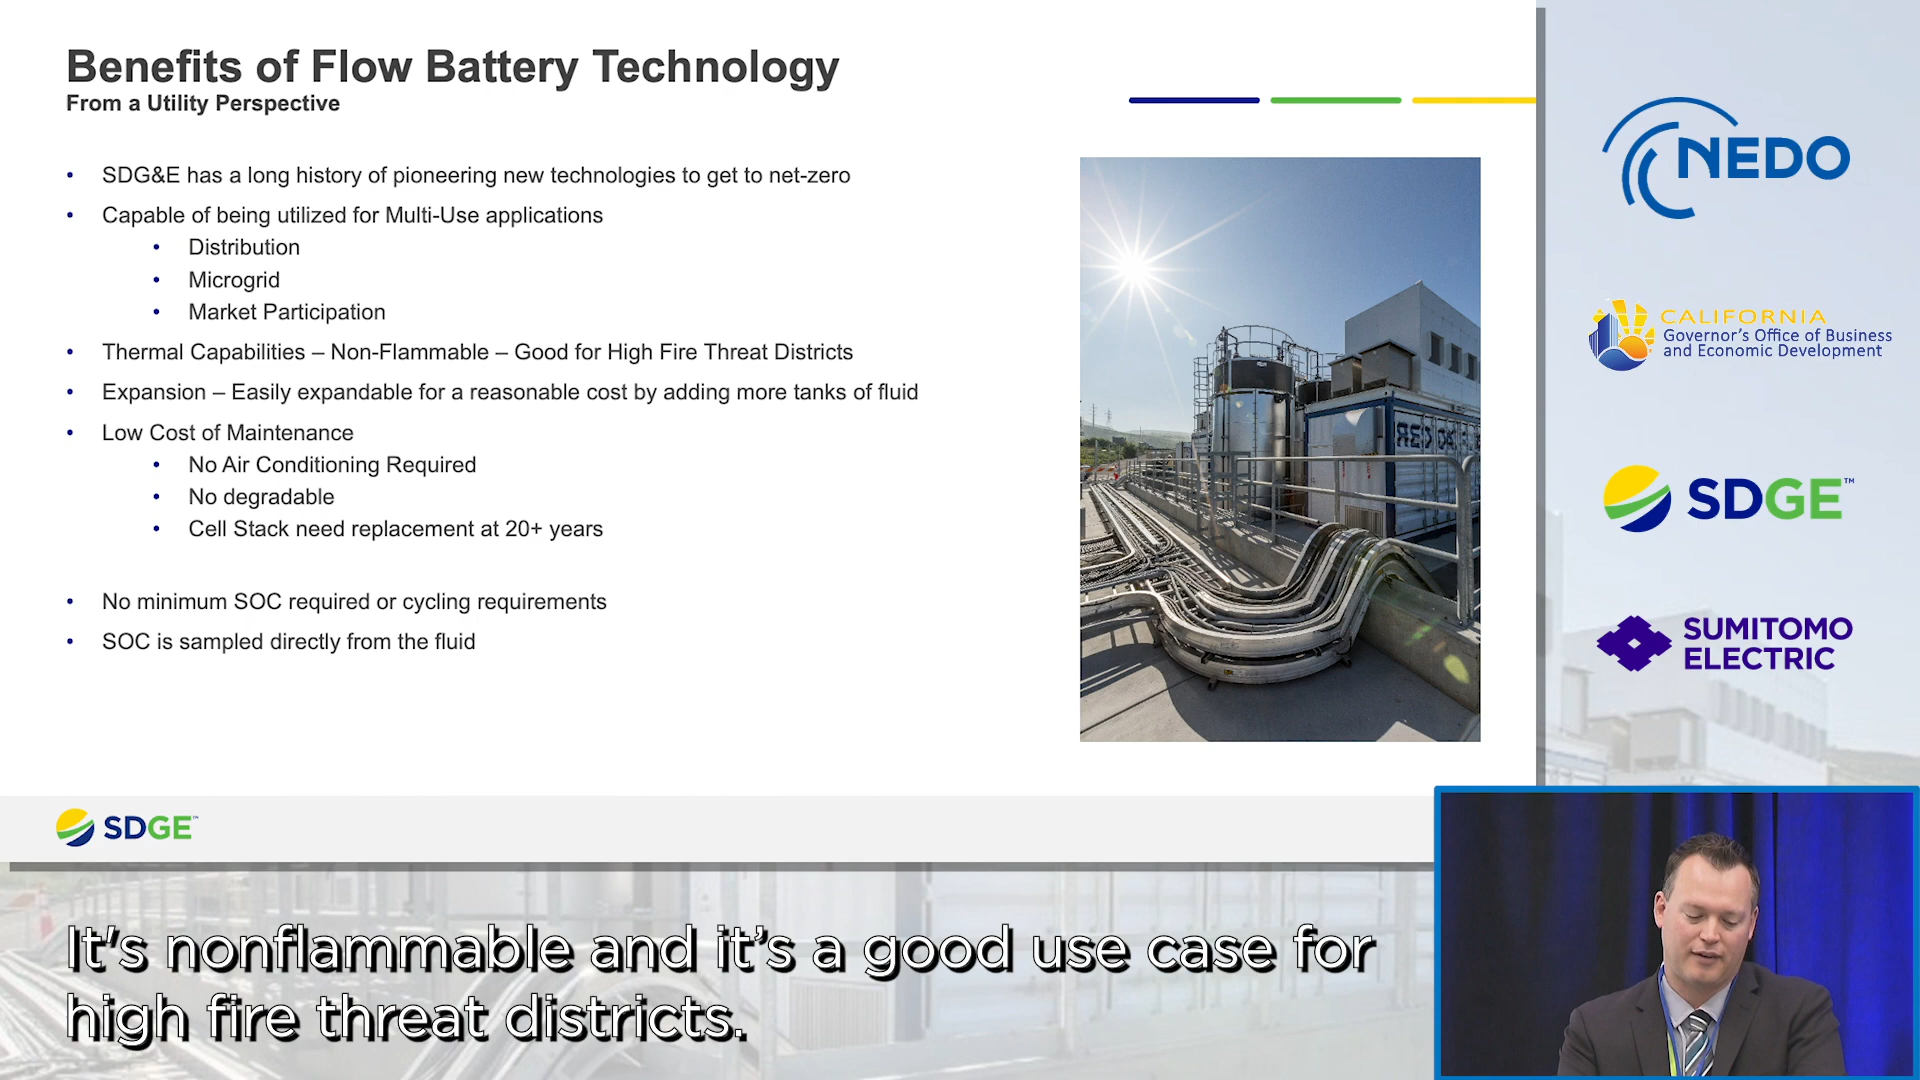 Benefits of Flow Battery Technology
From a Utility Perspective
• SDG&E has a long history of pioneering new technologies to get to net-zero
• Capable of being utilized for Multi-Use applications
• Distribution
• Microgrid
• Market Participation
• Thermal Capabilities – Non-Flammable – Good for High Fire Threat Districts
• Expansion – Easily expandable for a reasonable cost by adding more tanks of fluid
• Low Cost of Maintenance
• No Air Conditioning Required
• No degradable
• Cell Stack need replacement at 20+ years
• No minimum SOC required or cycling requirements
• SOC is sampled directly from the fluid
SDGE™
NEDO
CALIFORNIA
Governor's Office of Business
and Economic Development
SDGE™
SUMITOMO
ELECTRIC
It's nonflammable and it's a good use case for
high fire threat districts.